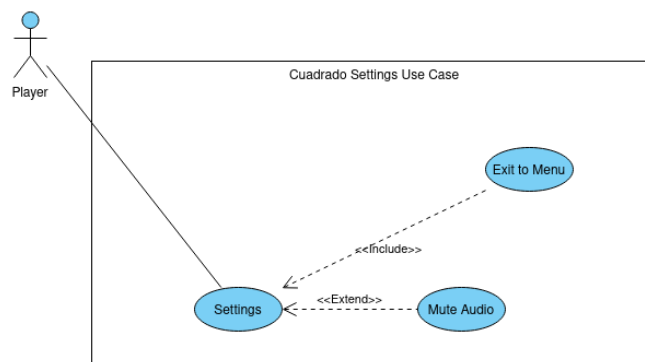 Cuadrado Settings Use Case
Player
Exit to Menu
<<Include>>
<<Extend>>
Settings
Mute Audio